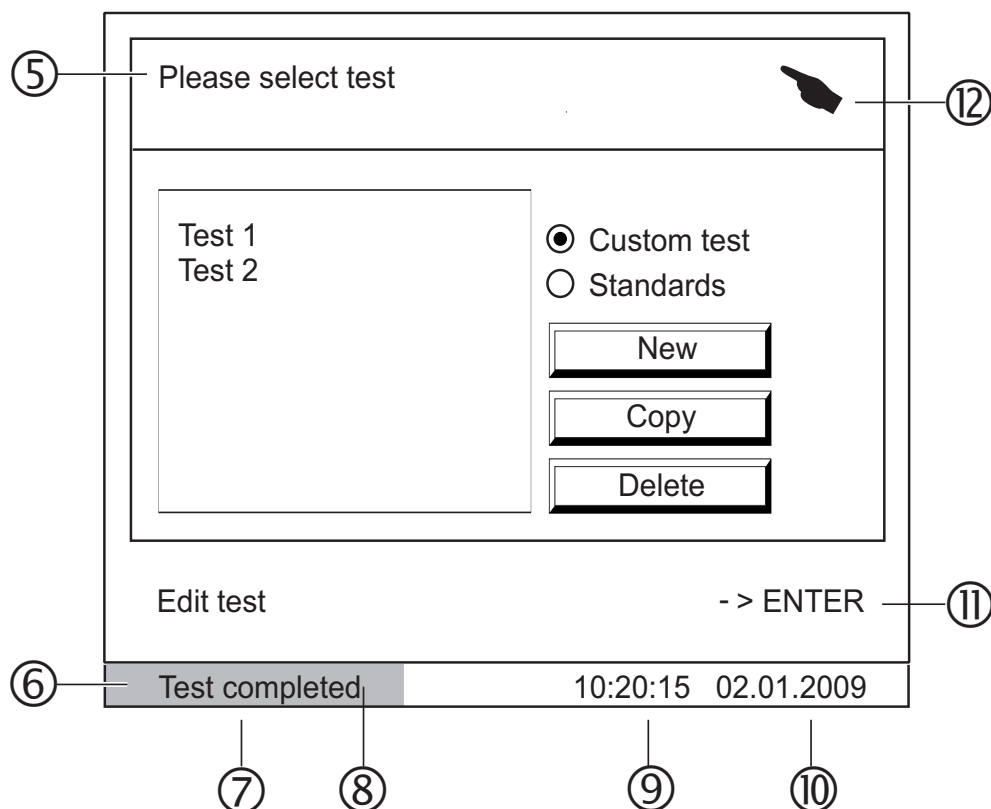 ⑤ Please select test ⑫
Test 1
Test 2
Custom test
Standards
New
Copy
Delete
Edit test - > ENTER ⑪
⑥ Test completed 10:20:15 02.01.2009
⑦ ⑧ ⑨ ⑩